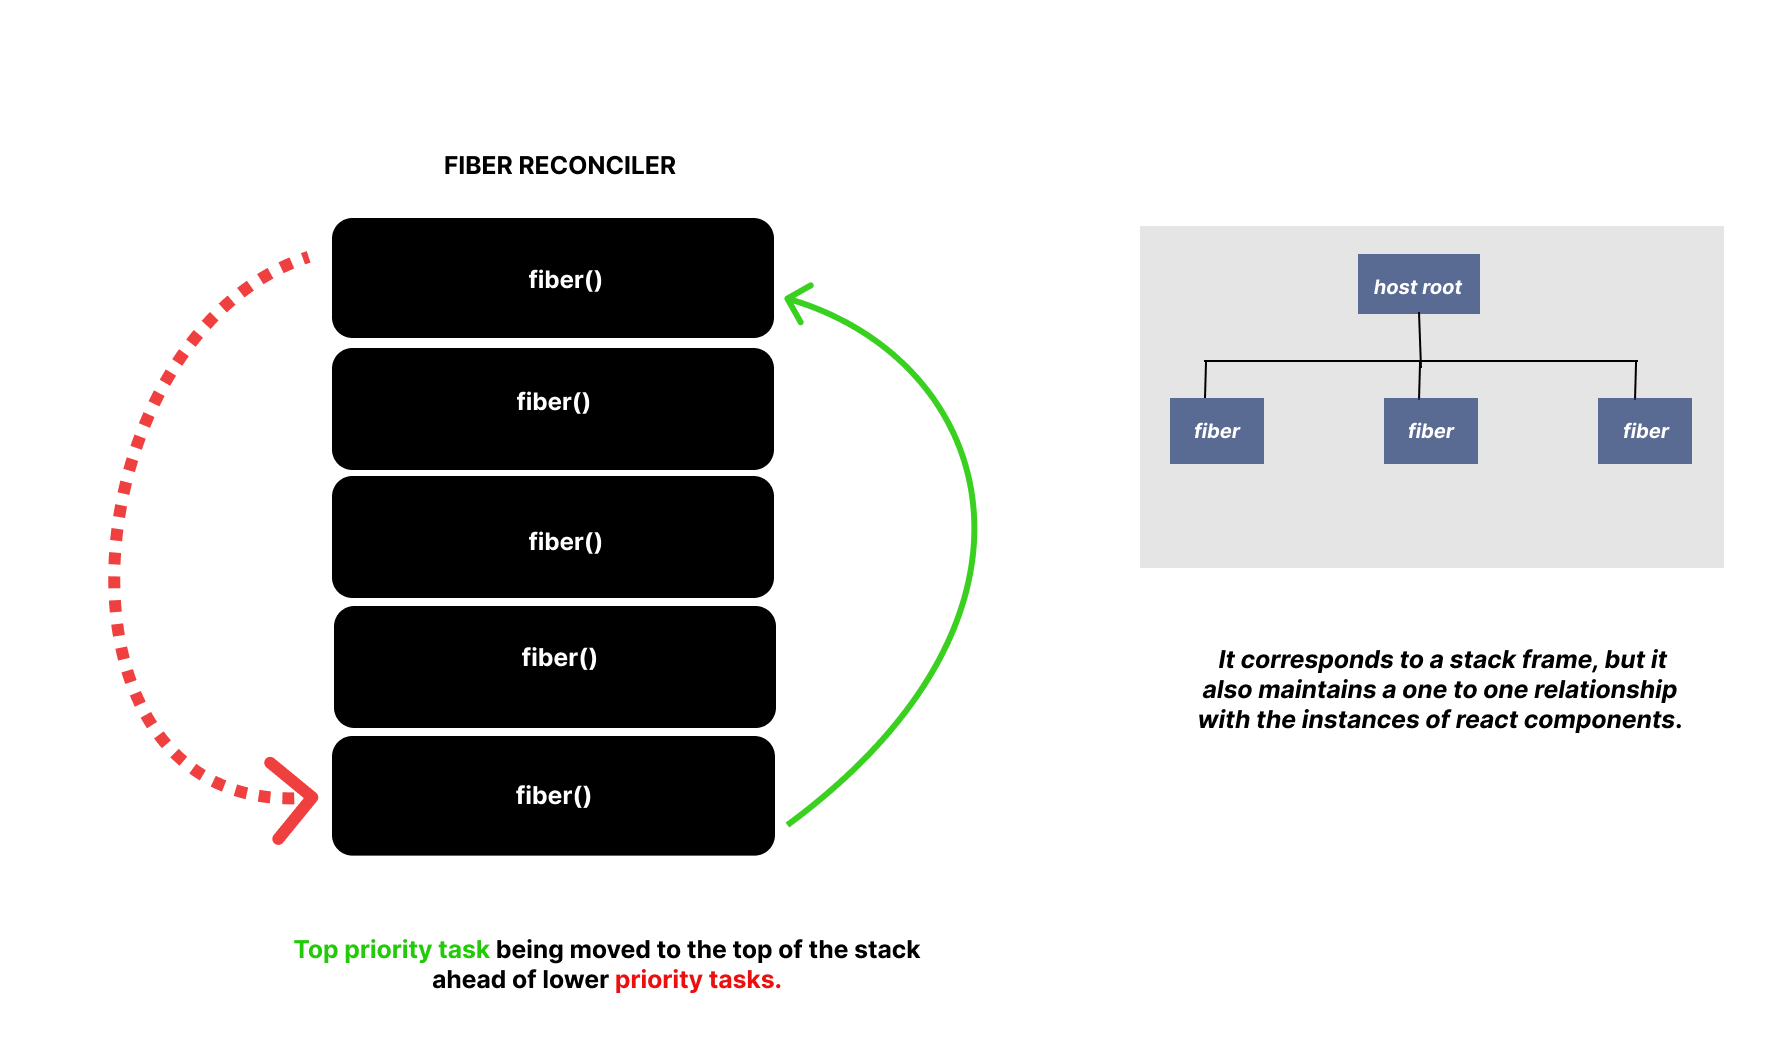 FIBER RECONCILER
fiber()
fiber()
fiber()
fiber()
fiber()
Top priority task being moved to the top of the stack
ahead of lower priority tasks.
host root
fiber
fiber
fiber
It corresponds to a stack frame, but it
also maintains a one to one relationship
with the instances of react components.